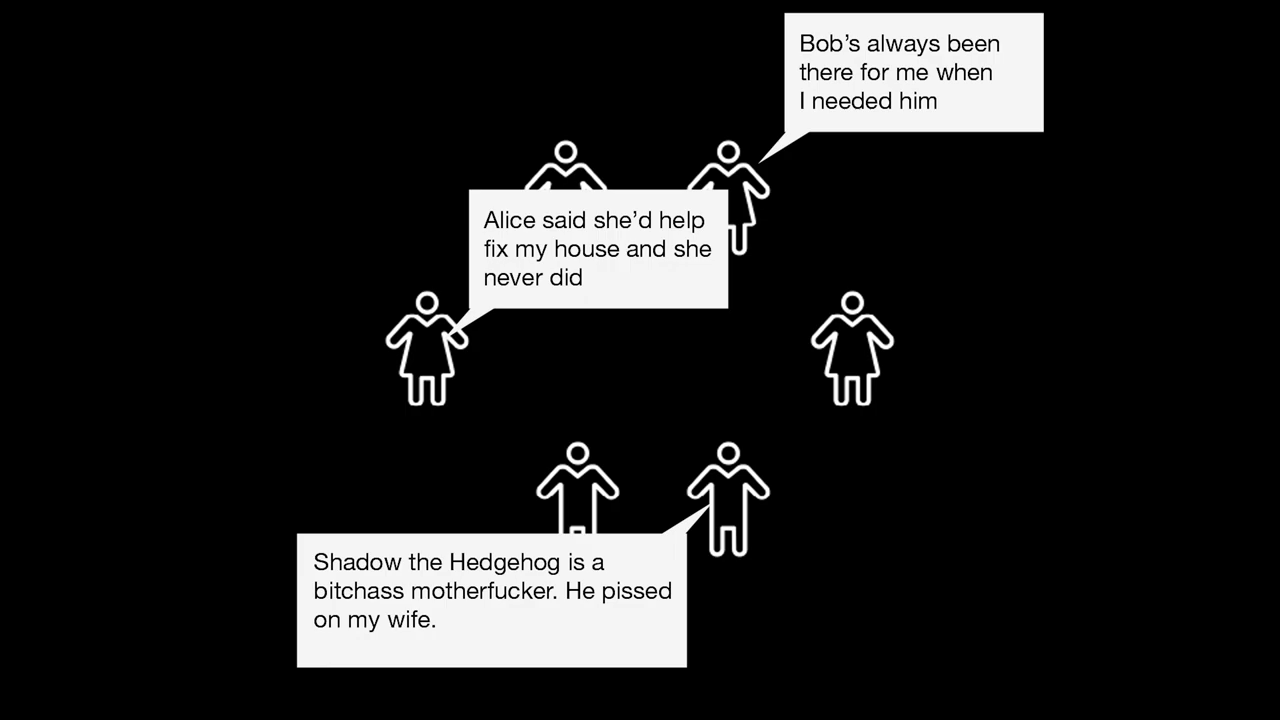 Bob’s always been
there for me when
I needed him
Alice said she’d help
fix my house and she
never did
Shadow the Hedgehog is a
bitchass motherfucker. He pissed
on my wife.